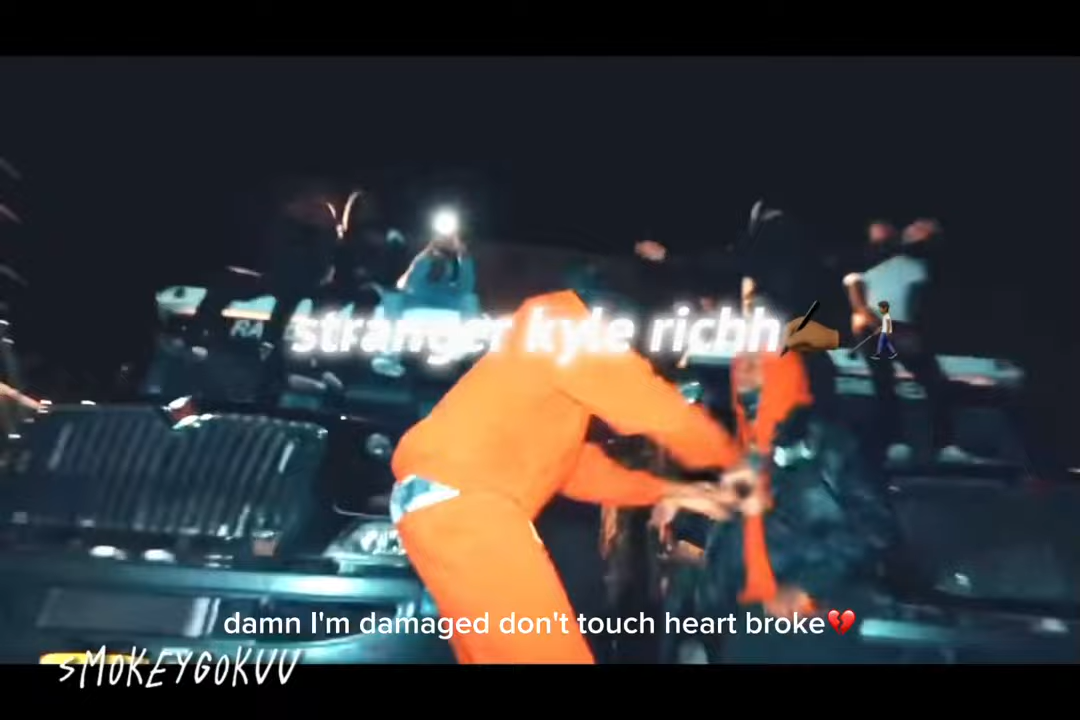 stranger kyle richh✍🏾👨🏾‍🦯
damn I'm damaged don't touch heart broke💔
sMOKEYGOKUU